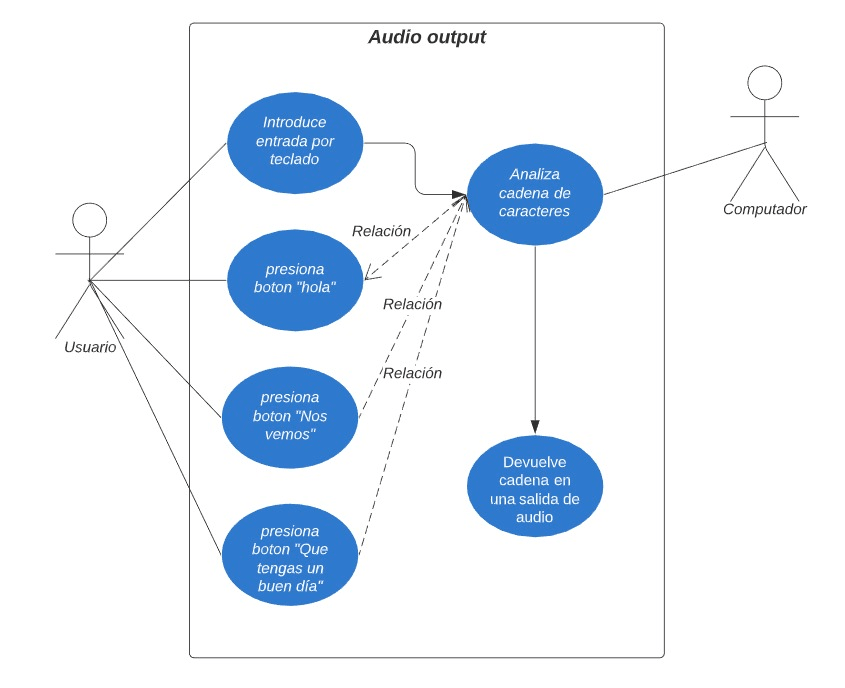 Audio output
Introduce
entrada por
teclado
Analiza
cadena de
caracteres
Computador
Relación
presiona
boton "hola"
Relación
Usuario
Relación
presiona
boton "Nos
vemos"
Devuelve
cadena en
una salida de
audio
presiona
boton "Que
tengas un
buen día"